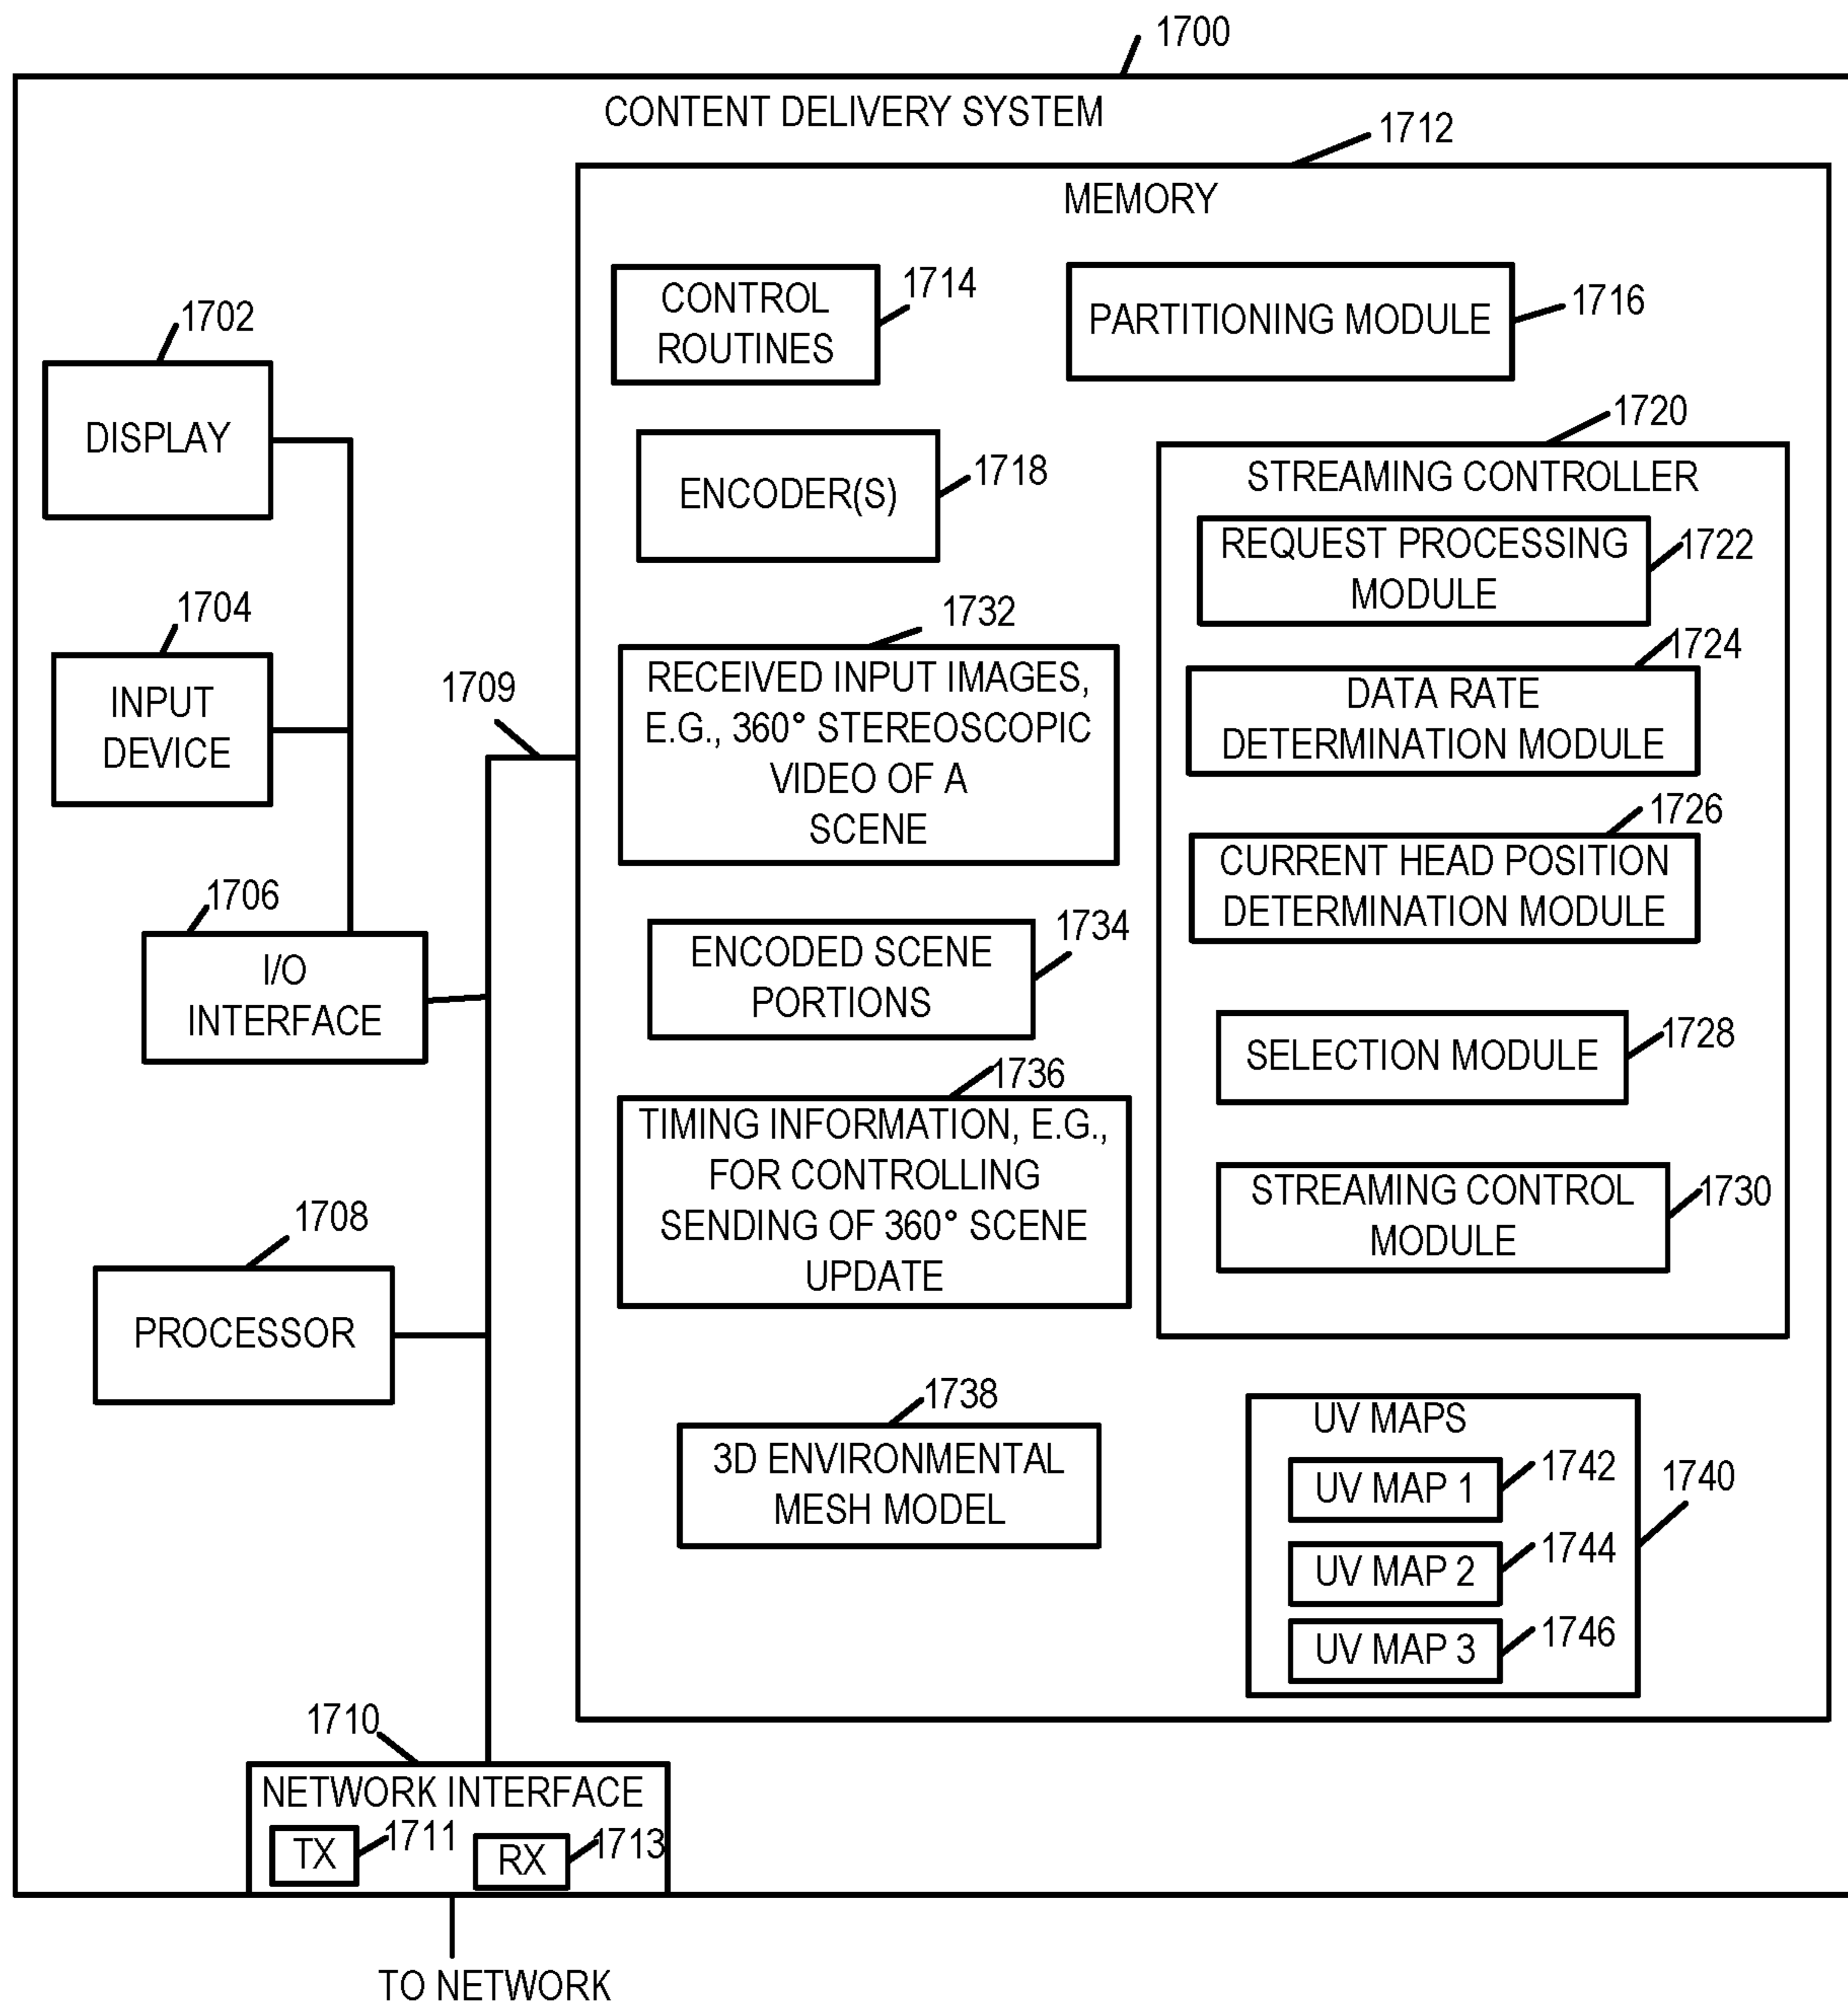 1700
CONTENT DELIVERY SYSTEM
1712
MEMORY
1702
DISPLAY
1704
INPUT
DEVICE
1706
I/O
INTERFACE
1708
PROCESSOR
1709
1710
NETWORK INTERFACE
TX
1711
RX
1713
TO NETWORK
CONTROL
ROUTINES
1714
PARTITIONING MODULE
1716
ENCODER(S)
1718
1732
RECEIVED INPUT IMAGES,
E.G., 360° STEREOSCOPIC
VIDEO OF A
SCENE
ENCODED SCENE
PORTIONS
1734
1736
TIMING INFORMATION, E.G.,
FOR CONTROLLING
SENDING OF 360° SCENE
UPDATE
1738
3D ENVIRONMENTAL
MESH MODEL
1720
STREAMING CONTROLLER
REQUEST PROCESSING
MODULE
1722
1724
DATA RATE
DETERMINATION MODULE
1726
CURRENT HEAD POSITION
DETERMINATION MODULE
SELECTION MODULE
1728
STREAMING CONTROL
MODULE
1730
UV MAPS
1740
UV MAP 1
1742
UV MAP 2
1744
UV MAP 3
1746